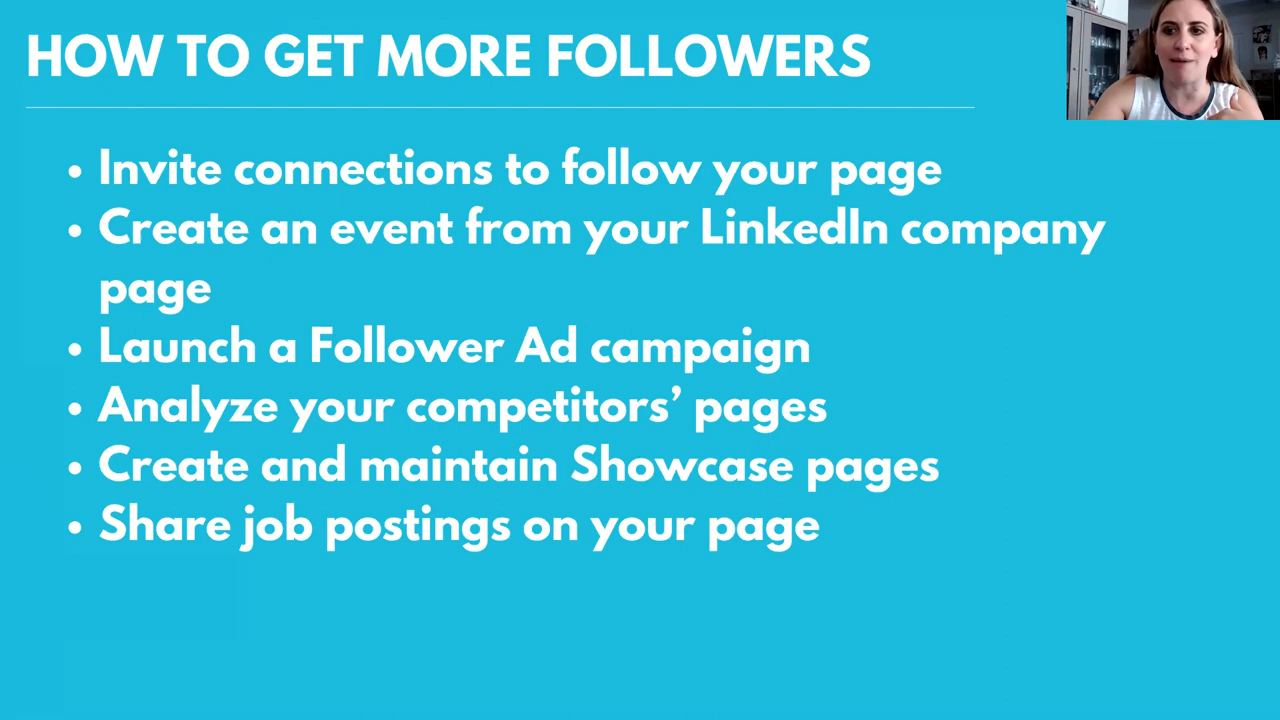 HOW TO GET MORE FOLLOWERS
• Invite connections to follow your page
• Create an event from your LinkedIn company
page
• Launch a Follower Ad campaign
• Analyze your competitors’ pages
• Create and maintain Showcase pages
• Share job postings on your page